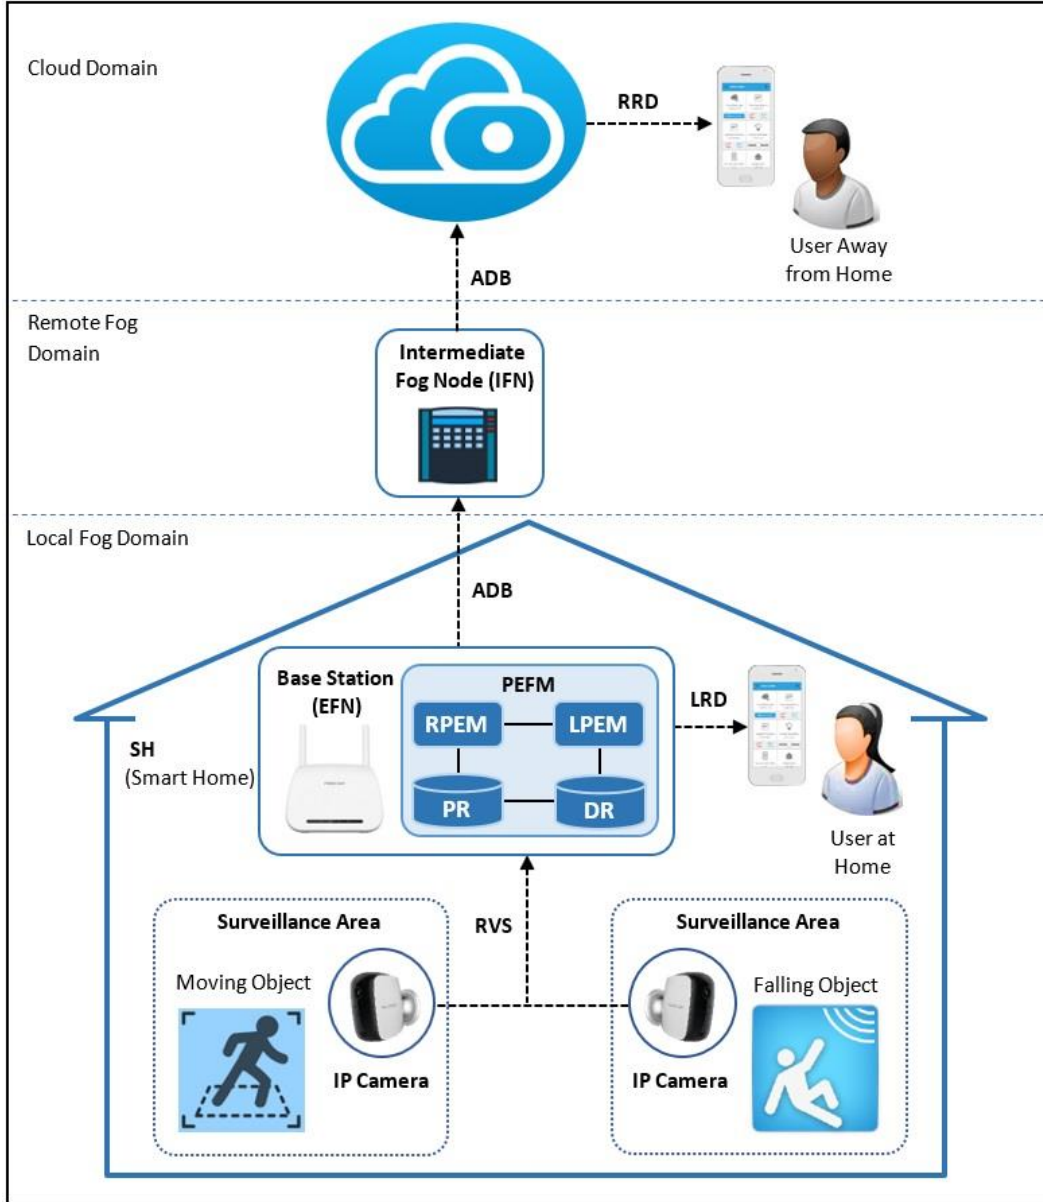 Cloud Domain
RRD
User Away
from Home
ADB
Remote Fog
Domain
Intermediate
Fog Node (IFN)
Local Fog Domain
ADB
Base Station
(EFN)
PEFM
RPEM
LPEM
PR
DR
LRD
SH
(Smart Home)
User at
Home
Surveillance Area
RVS
Surveillance Area
Moving Object
IP Camera
Falling Object
IP Camera